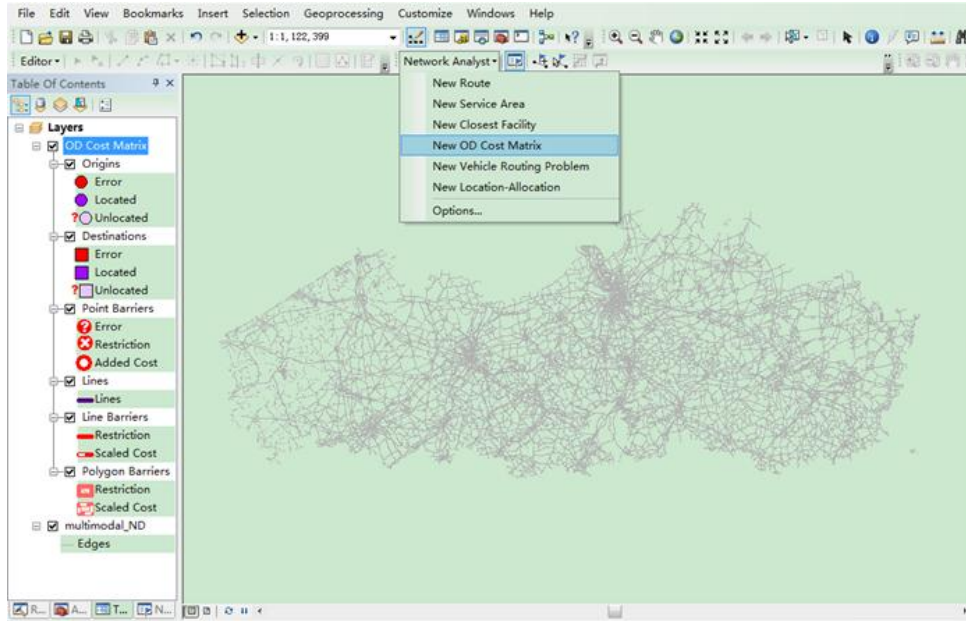 File Edit View Bookmarks Insert Selection Geoprocessing Customize Windows Help
1:1,122,399
Editor
Network Analyst
Table Of Contents
New Route
New Service Area
New Closest Facility
New OD Cost Matrix
New Vehicle Routing Problem
New Location-Allocation
Options...
Layers
OD Cost Matrix
Origins
Error
Located
? Unlocated
Destinations
Error
Located
? Unlocated
Point Barriers
Error
Restriction
Added Cost
Lines
Lines
Line Barriers
Restriction
Scaled Cost
Polygon Barriers
Restriction
Scaled Cost
multimodal_ND
Edges
R... A... T... N...